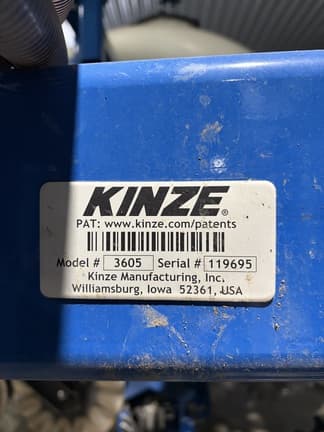 KINZE®
PAT: www.kinze.com/patents
Model # 3605 Serial # 119695
Kinze Manufacturing, Inc.
Williamsburg, Iowa 52361, USA